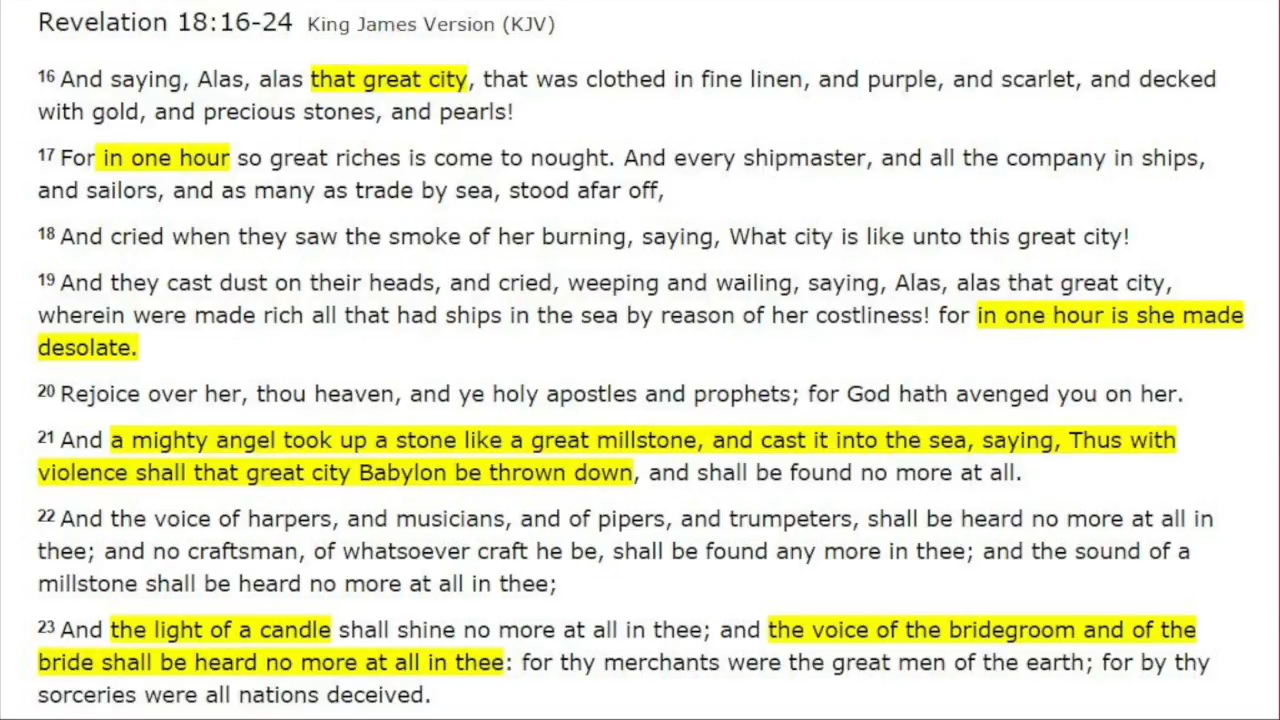 Revelation 18:16-24 King James Version (KJV)
16 And saying, Alas, alas that great city, that was clothed in fine linen, and purple, and scarlet, and decked
with gold, and precious stones, and pearls!
17 For in one hour so great riches is come to nought. And every shipmaster, and all the company in ships,
and sailors, and as many as trade by sea, stood afar off,
18 And cried when they saw the smoke of her burning, saying, What city is like unto this great city!
19 And they cast dust on their heads, and cried, weeping and wailing, saying, Alas, alas that great city,
wherein were made rich all that had ships in the sea by reason of her costliness! for in one hour is she made
desolate.
20 Rejoice over her, thou heaven, and ye holy apostles and prophets; for God hath avenged you on her.
21 And a mighty angel took up a stone like a great millstone, and cast it into the sea, saying, Thus with
violence shall that great city Babylon be thrown down, and shall be found no more at all.
22 And the voice of harpers, and musicians, and of pipers, and trumpeters, shall be heard no more at all in
thee; and no craftsman, of whatsoever craft he be, shall be found any more in thee; and the sound of a
millstone shall be heard no more at all in thee;
23 And the light of a candle shall shine no more at all in thee; and the voice of the bridegroom and of the
bride shall be heard no more at all in thee: for thy merchants were the great men of the earth; for by thy
sorceries were all nations deceived.